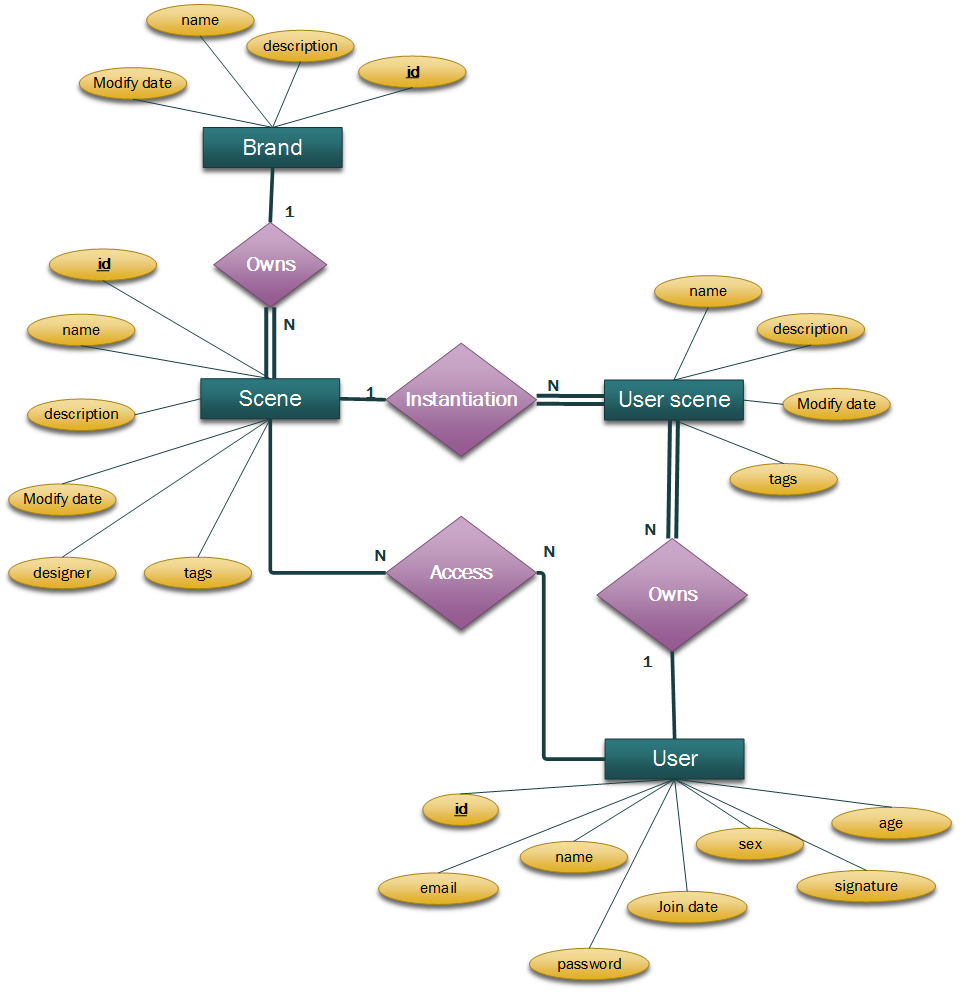 name
description
id
Modify date
Brand
1
Owns
N
id
name
description
Scene
1
Instantiation
N
User scene
name
description
Modify date
tags
Modify date
designer
tags
N
Access
N
N
Owns
1
User
id
email
name
password
Join date
sex
signature
age